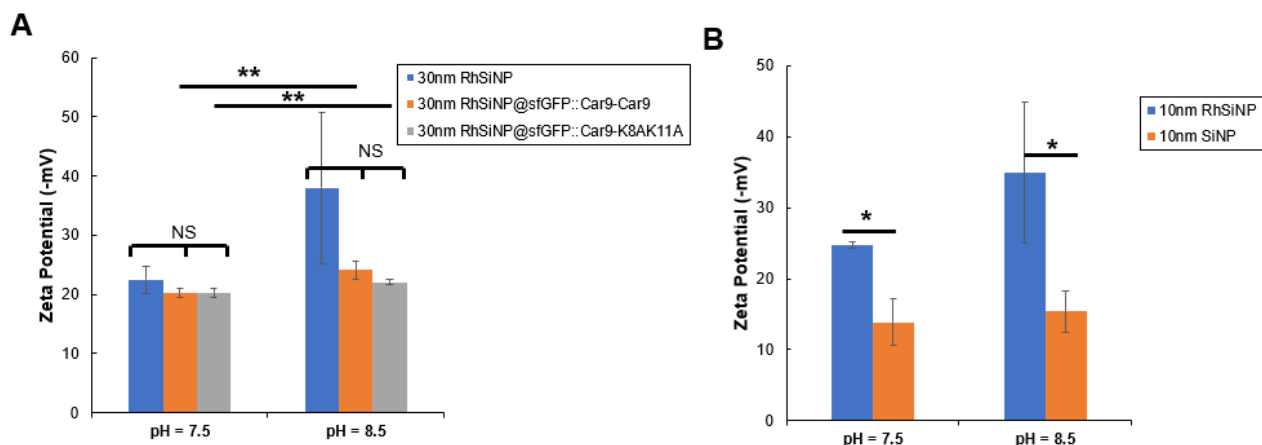 A
Zeta Potential (-mV)
60
50
40
30
20
10
0
**
**
NS
NS
30nm RhSiNP
30nm RhSiNP@sfGFP::Car9-Car9
30nm RhSiNP@sfGFP::Car9-K8AK11A
pH = 7.5
pH = 8.5
B
Zeta Potential (-mV)
50
40
30
20
10
0
*
*
10nm RhSiNP
10nm SiNP
pH = 7.5
pH = 8.5